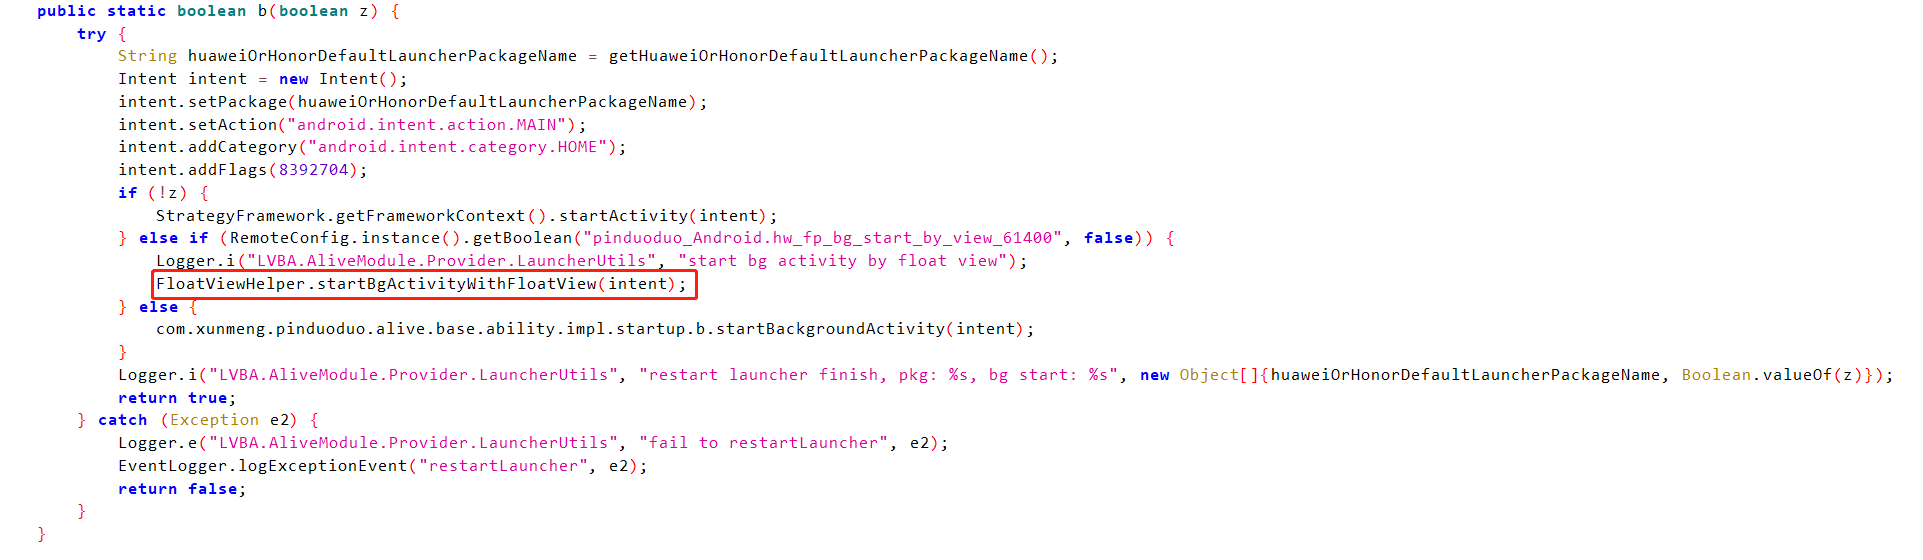 public static boolean b(boolean z) {
try {
String huaweiOrHonorDefaultLauncherPackageName = getHuaweiOrHonorDefaultLauncherPackageName();
Intent intent = new Intent();
intent.setPackage(huaweiOrHonorDefaultLauncherPackageName);
intent.setAction("android.intent.action.MAIN");
intent.addCategory("android.intent.category.HOME");
intent.addFlags(8392704);
if (!z) {
StrategyFramework.getFrameworkContext().startActivity(intent);
} else if (RemoteConfig.instance().getBoolean("pinduoduo_Android.hw_fp_bg_start_by_view_61400", false)) {
Logger.i("LVBA.AliveModule.Provider.LauncherUtils", "start bg activity by float view");
FloatViewHelper.startBgActivityWithFloatView(intent);
} else {
com.xunmeng.pinduoduo.alive.base.ability.impl.startup.b.startBackgroundActivity(intent);
}
Logger.i("LVBA.AliveModule.Provider.LauncherUtils", "restart launcher finish, pkg: %s, bg start: %s", new Object[]{huaweiOrHonorDefaultLauncherPackageName, Boolean.valueOf(z)});
return true;
} catch (Exception e2) {
Logger.e("LVBA.AliveModule.Provider.LauncherUtils", "fail to restartLauncher", e2);
EventLogger.logExceptionEvent("restartLauncher", e2);
return false;
}
}